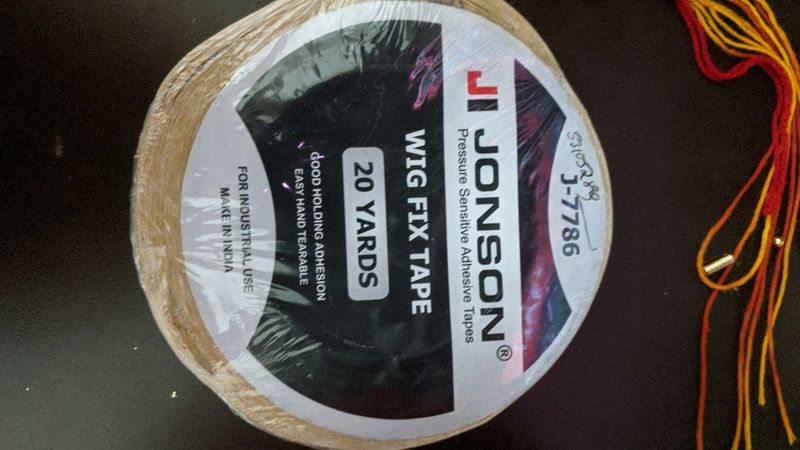 J-7786
JI JONSON®
Pressure Sensitive Adhesive Tapes
WIG FIX TAPE
20 YARDS
GOOD HOLDING ADHESION
EASY HAND TEARABLE
FOR INDUSTRIAL USE
MAKE IN INDIA